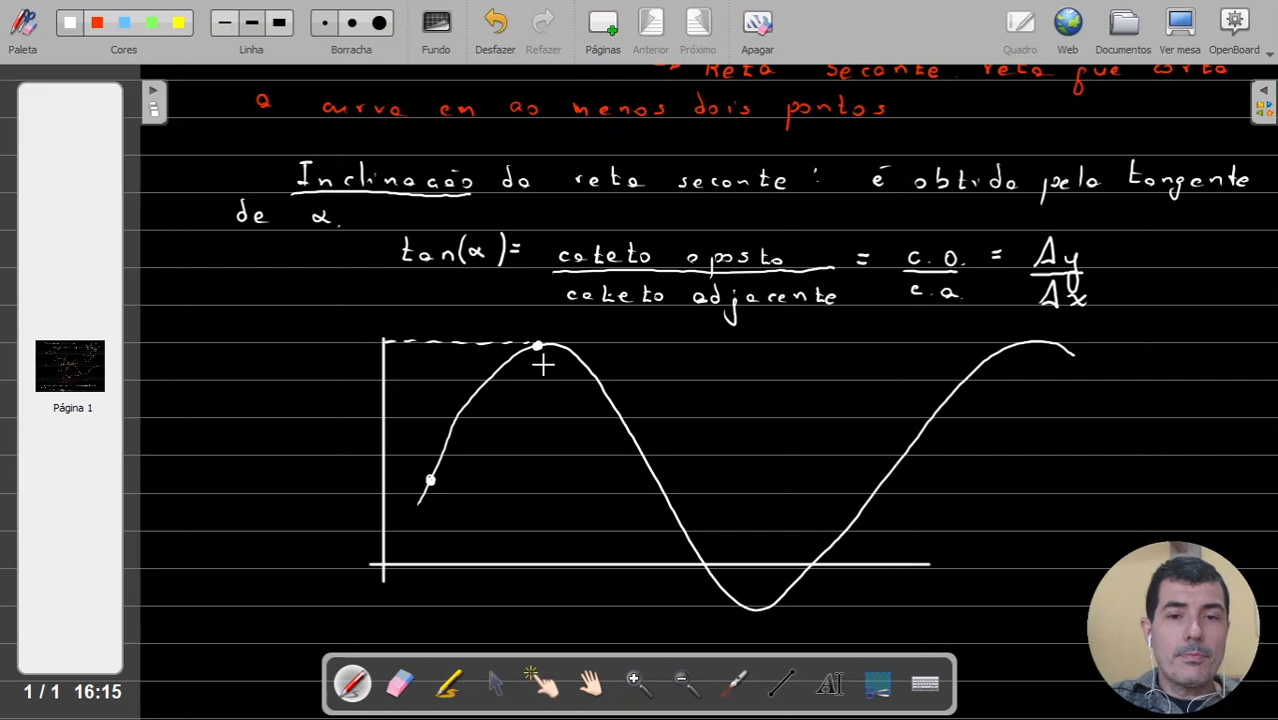 Paleta Cores Linha Borracha Fundo Desfazer Refazer Páginas Anterior Próximo Apagar Quadro Web Documentos Ver mesa OpenBoard
Reta secante reta que corta
a curva em ao menos dois pontos
Inclinação da reta secante: é obtida pela tangente
de α.
tan(α) = cateto oposto / cateto adjacente = c.o. / c.a. = Δy / Δx
Página 1
1 / 1 16:15